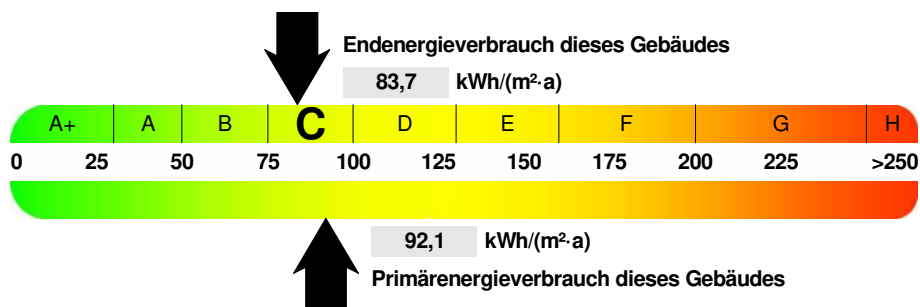 Endenergieverbrauch dieses Gebäudes
83,7 kWh/(m²·a)
A+ A B C D E F G H
0 25 50 75 100 125 150 175 200 225 >250
92,1 kWh/(m²·a)
Primärenergieverbrauch dieses Gebäudes